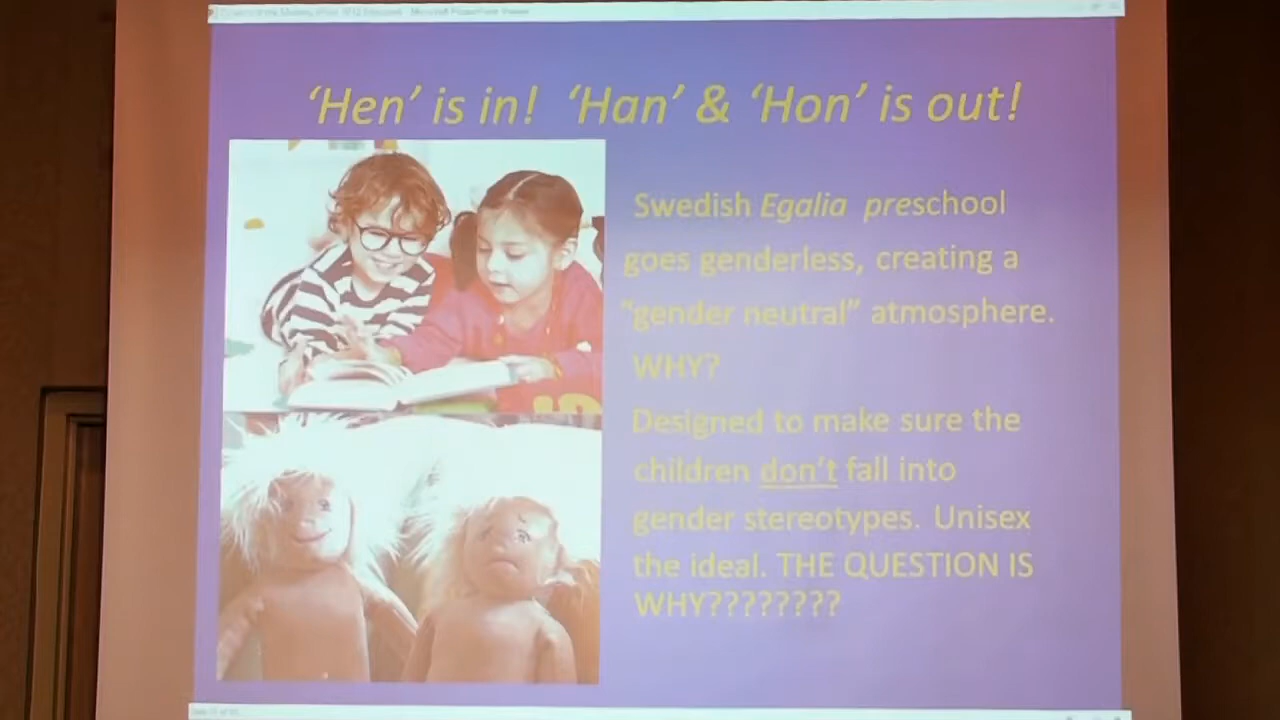 'Hen' is in! 'Han' & 'Hon' is out!
Swedish Egalia preschool
goes genderless, creating a
"gender neutral" atmosphere.
WHY?
Designed to make sure the
children don't fall into
gender stereotypes. Unisex
the ideal. THE QUESTION IS
WHY????????